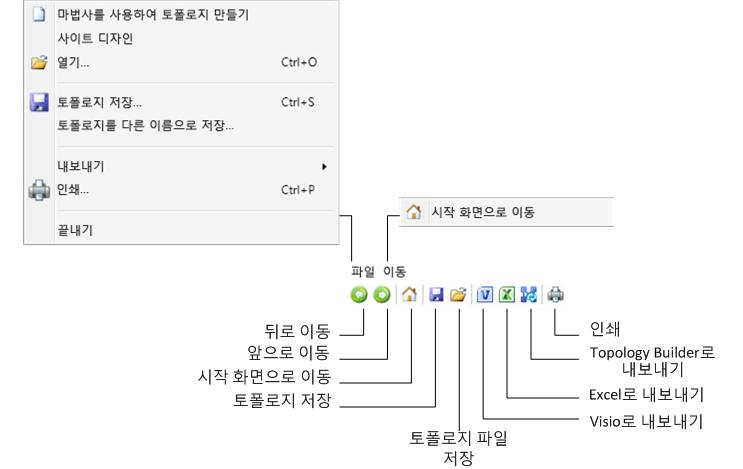 마법사를 사용하여 토폴로지 만들기
사이트 디자인
열기... Ctrl+O
토폴로지 저장... Ctrl+S
토폴로지를 다른 이름으로 저장...
내보내기
인쇄... Ctrl+P
끝내기
시작 화면으로 이동
파일 이동
뒤로 이동
앞으로 이동
시작 화면으로 이동
토폴로지 저장
토폴로지 파일
저장
인쇄
Topology Builder로
내보내기
Excel로 내보내기
Visio로 내보내기